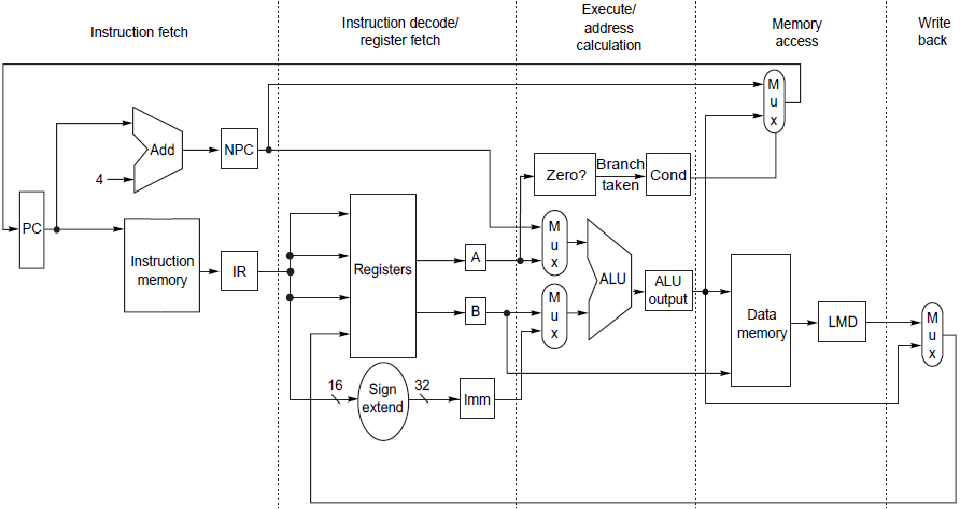 Instruction fetch
Instruction decode/
register fetch
Execute/
address
calculation
Memory
access
Write
back
M
u
x
Add
NPC
4
PC
Instruction
memory
IR
Registers
A
B
16
Sign
extend
32
Imm
Zero?
Branch
taken
Cond
M
u
x
M
u
x
ALU
ALU
output
Data
memory
LMD
M
u
x